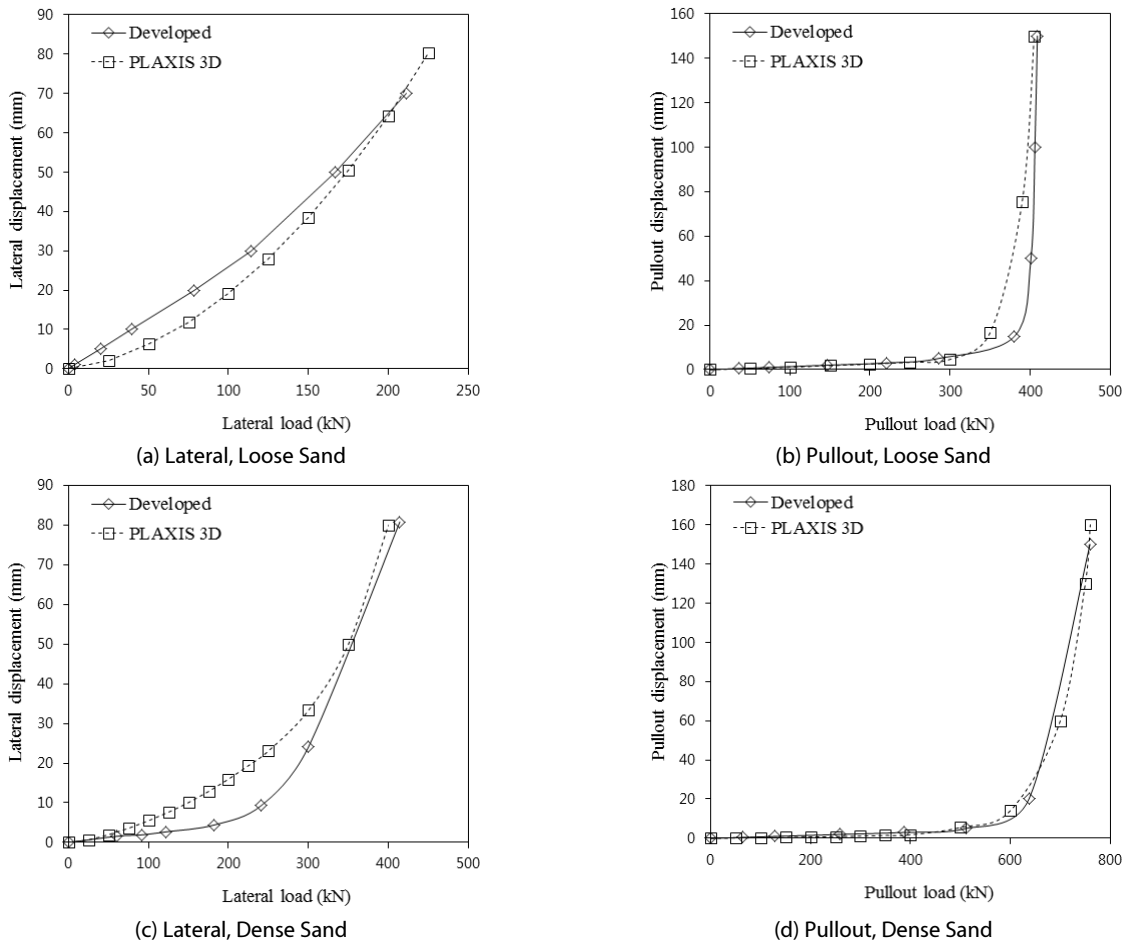 90
80
70
60
50
40
30
20
10
0
Lateral displacement (mm)
Developed
PLAXIS 3D
0 50 100 150 200 250
Lateral load (kN)
(a) Lateral, Loose Sand
160
140
120
100
80
60
40
20
0
Pullout displacement (mm)
Developed
PLAXIS 3D
0 100 200 300 400 500
Pullout load (kN)
(b) Pullout, Loose Sand
90
80
70
60
50
40
30
20
10
0
Lateral displacement (mm)
Developed
PLAXIS 3D
0 100 200 300 400 500
Lateral load (kN)
(c) Lateral, Dense Sand
180
160
140
120
100
80
60
40
20
0
Pullout displacement (mm)
Developed
PLAXIS 3D
0 200 400 600 800
Pullout load (kN)
(d) Pullout, Dense Sand